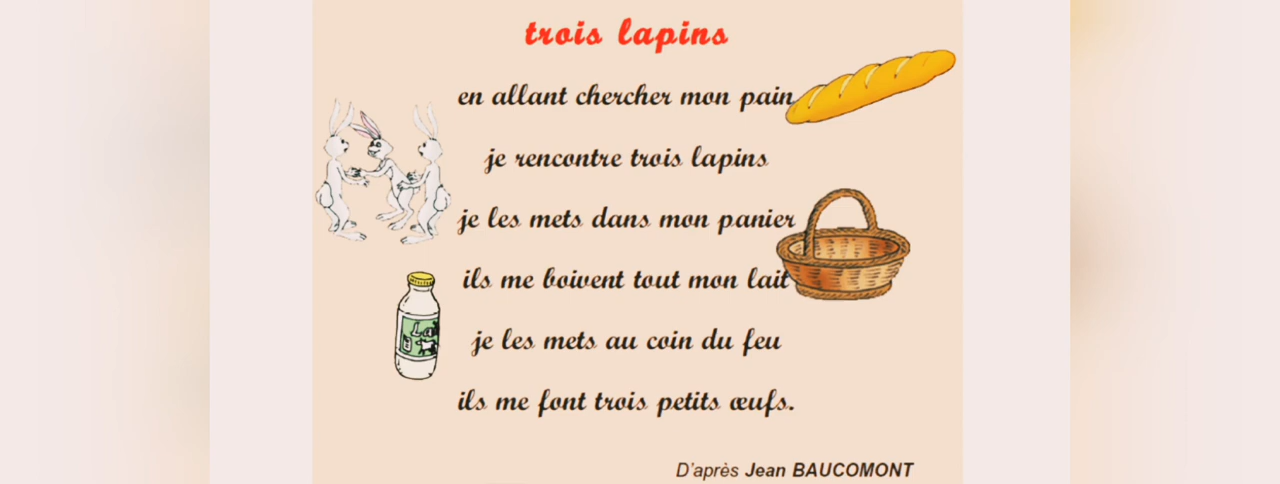 trois lapins
en allant chercher mon pain
je rencontre trois lapins
je les mets dans mon panier
ils me boivent tout mon lait
je les mets au coin du feu
ils me font trois petits œufs.
D'après Jean BAUCOMONT